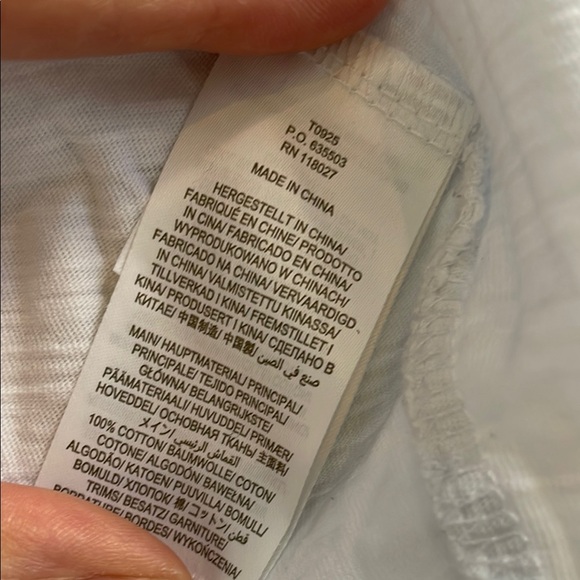 T0925
P.O. 635503
RN 118027
MADE IN CHINA
HERGESTELLT IN CHINA/
FABRIQUÉ EN CHINE/ PRODOTTO
IN CINA/ FABRICADO EN CHINA/
WYPRODUKOWANO W CHINACH/
FABRICADO NA CHINA/ VERVAARDIGD
IN CHINA/ VALMISTETTU KIINASSA/
TILLVERKAD I KINA/ FREMSTILLET I
KINA/ PRODUSERT I KINA/ СДЕЛАНО В
КИТАЕ/ 中国制造/ 中国製/ صنع في الصين
MAIN/ HAUPTMATERIAL/ PRINCIPAL/
PRINCIPALE/ TEJIDO PRINCIPAL/
GŁÓWNA/ BELANGRIJKSTE/
PÄÄMATERIAALI/ HUVUDDEL/ PRIMÆR/
HOVEDDEL/ ОСНОВНАЯ ТКАНЬ/ 主面料/
メイン/ القماش الرئيسي
100% COTTON/ BAUMWOLLE/ COTON/
COTONE/ ALGODÓN/ BAWEŁNA/
ALGODÃO/ KATOEN/ PUUVILLA/ BOMULL/
BOMULD/ ХЛОПОК/ 棉/ コットン/ قطن
TRIMS/ BESATZ/ GARNITURE/
BORDATURE/ BORDES/ WYKOŃCZENIA/